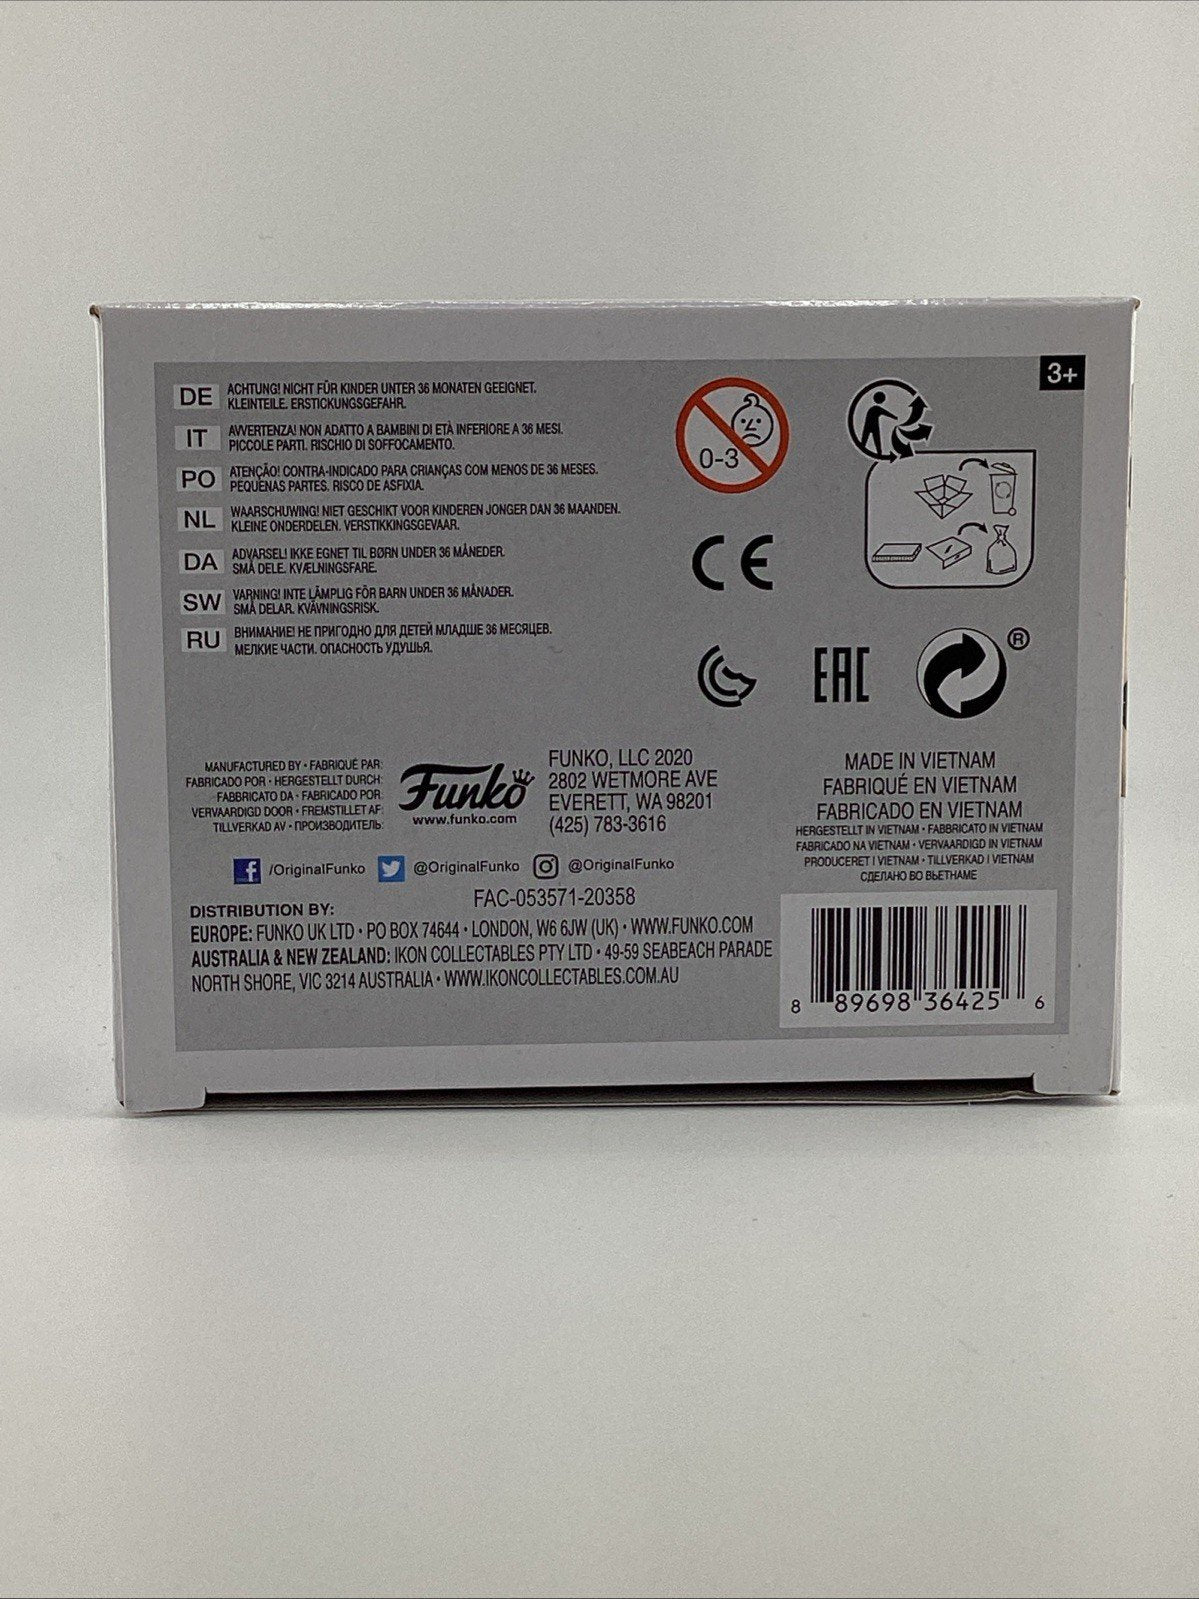 3+
DE
ACHTUNG! NICHT FÜR KINDER UNTER 36 MONATEN GEEIGNET.
KLEINTEILE. ERSTICKUNGSGEFAHR.
IT
AVVERTENZA! NON ADATTO A BAMBINI DI ETÀ INFERIORE A 36 MESI.
PICCOLE PARTI. RISCHIO DI SOFFOCAMENTO.
PO
ATENÇÃO! CONTRA-INDICADO PARA CRIANÇAS COM MENOS DE 36 MESES.
PEQUENAS PARTES. RISCO DE ASFIXIA.
NL
WAARSCHUWING! NIET GESCHIKT VOOR KINDEREN JONGER DAN 36 MAANDEN.
KLEINE ONDERDELEN. VERSTIKKINGSGEVAAR.
DA
ADVARSEL! IKKE EGNET TIL BØRN UNDER 36 MÅNEDER.
SMÅ DELE. KVÆLNINGSFARE.
SW
VARNING! INTE LÄMPLIG FÖR BARN UNDER 36 MÅNADER.
SMÅ DELAR. KVÄVNINGSRISK.
RU
ВНИМАНИЕ! НЕ ПРИГОДНО ДЛЯ ДЕТЕЙ МЛАДШЕ 36 МЕСЯЦЕВ.
МЕЛКИЕ ЧАСТИ. ОПАСНОСТЬ УДУШЬЯ.
0-3
CE
EAC
®
MANUFACTURED BY • FABRIQUÉ PAR:
FABRICADO POR • HERGESTELLT DURCH:
FABBRICATO DA • FABRICADO POR:
VERVAARDIGD DOOR • FREMSTILLET AF:
TILLVERKAD AV • ПРОИЗВОДИТЕЛЬ:
Funko
www.funko.com
FUNKO, LLC 2020
2802 WETMORE AVE
EVERETT, WA 98201
(425) 783-3616
MADE IN VIETNAM
FABRIQUÉ EN VIETNAM
FABRICADO EN VIETNAM
HERGESTELLT IN VIETNAM • FABBRICATO IN VIETNAM
FABRICADO NA VIETNAM • VERVAARDIGD IN VIETNAM
PRODUCERET I VIETNAM • TILLVERKAD I VIETNAM
СДЕЛАНО ВО ВЬЕТНАМЕ
/OriginalFunko @OriginalFunko @OriginalFunko
FAC-053571-20358
DISTRIBUTION BY:
EUROPE: FUNKO UK LTD • PO BOX 74644 • LONDON, W6 6JW (UK) • WWW.FUNKO.COM
AUSTRALIA & NEW ZEALAND: IKON COLLECTABLES PTY LTD • 49-59 SEABEACH PARADE
NORTH SHORE, VIC 3214 AUSTRALIA • WWW.IKONCOLLECTABLES.COM.AU
8 89698 36425 6